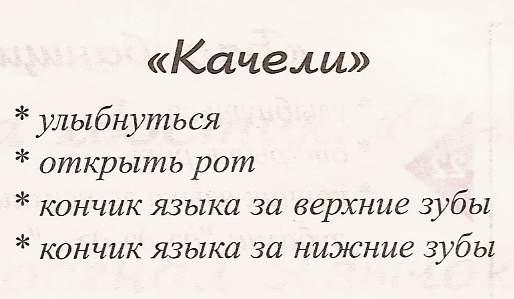 «Качели»
* улыбнуться
* открыть рот
* кончик языка за верхние зубы
* кончик языка за нижние зубы